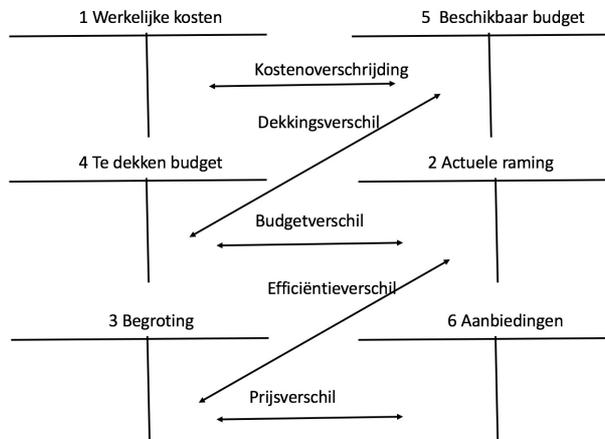 1 Werkelijke kosten
5 Beschikbaar budget
Kostenoverschrijding
Dekkingsverschil
4 Te dekken budget
2 Actuele raming
Budgetverschil
Efficiëntieverschil
3 Begroting
6 Aanbiedingen
Prijsverschil